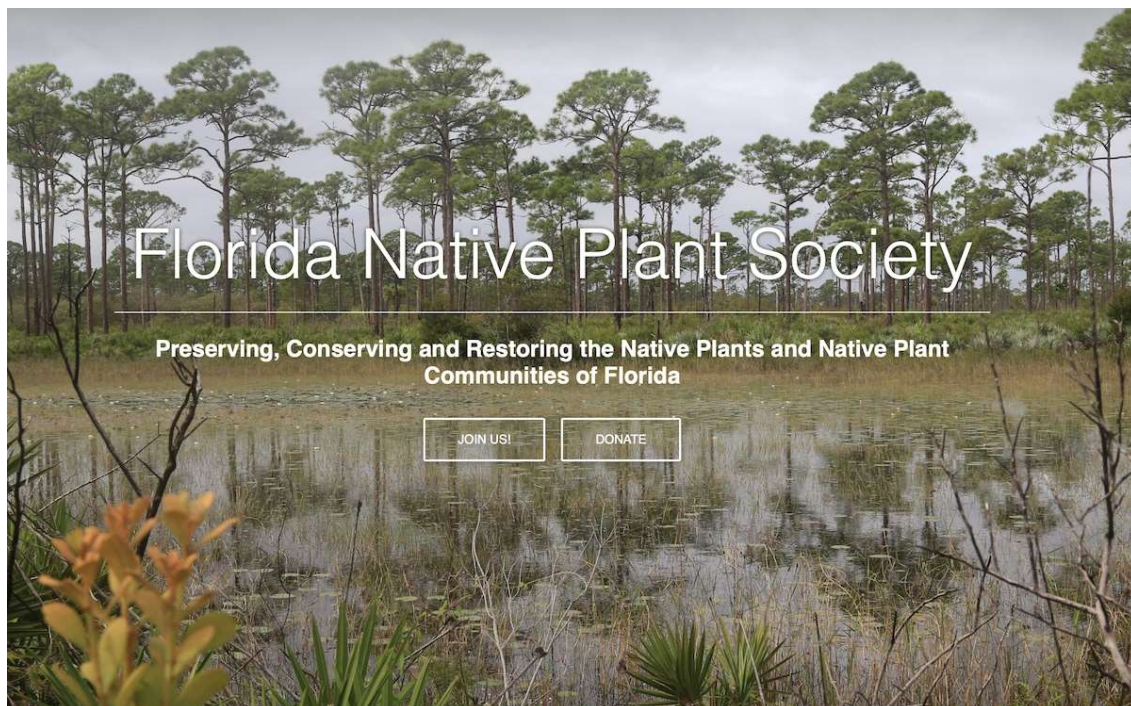 Florida Native Plant Society
Preserving, Conserving and Restoring the Native Plants and Native Plant
Communities of Florida
JOIN US!
DONATE